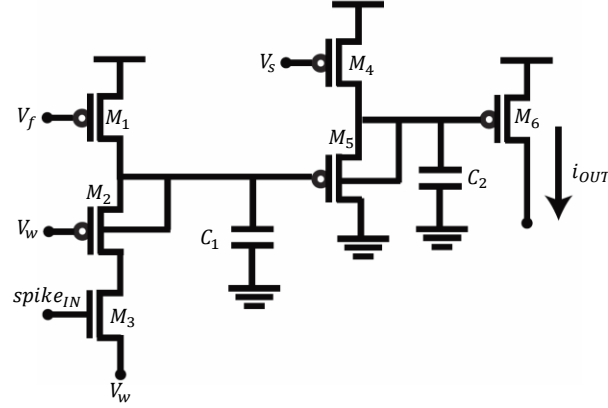 V_s
M_4
V_f
M_1
M_5
M_6
i_OUT
M_2
C_2
V_w
C_1
spike_IN
M_3
V_w